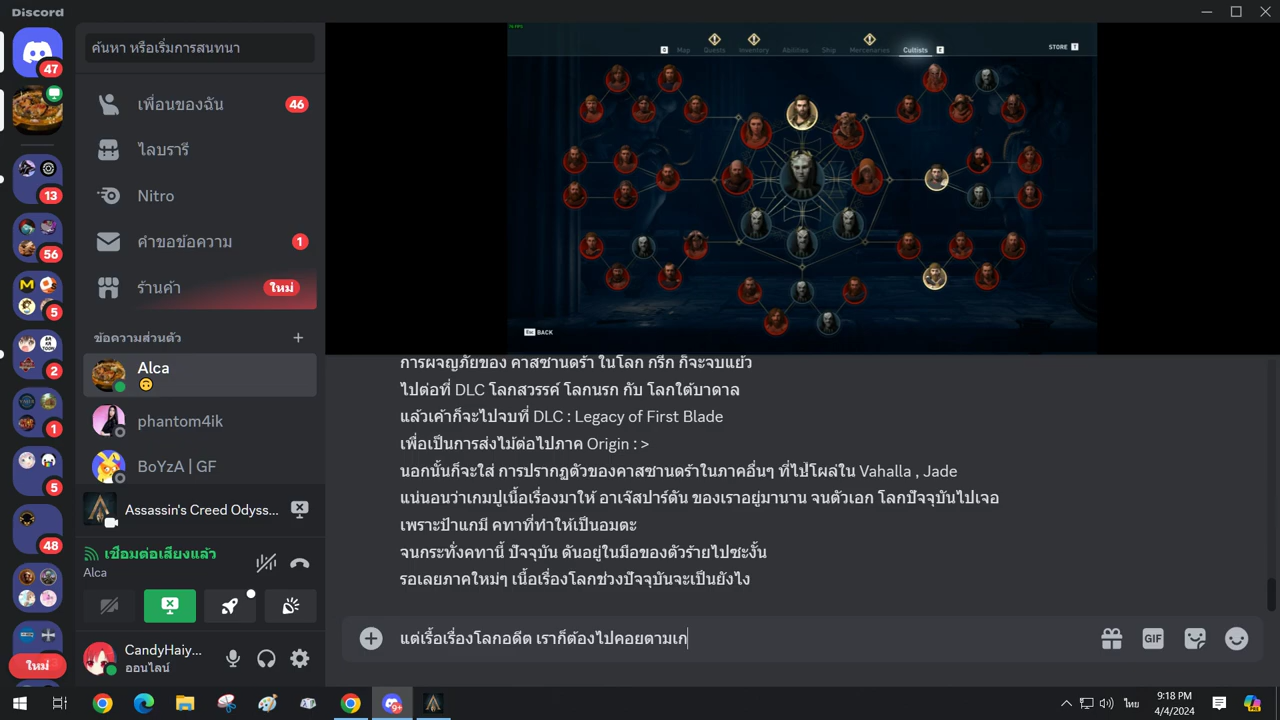 Discord
47
ค้นหา หรือเริ่มการสนทนา
เพื่อนของฉัน
46
ไลบรารี
13
Nitro
56
คำขอข้อความ
1
ร้านค้า
ใหม่
5
ข้อความส่วนตัว
2
Alca
phantom4ik
1
BoYzA | GF
5
Assassin's Creed Odyss...
48
เชื่อมต่อเสียงแล้ว
Alca
CandyHaiy...
ออนไลน์
ใหม่
Q
Map
Quests
Inventory
Abilities
Ship
Mercenaries
Cultists
E
STORE
T
Esc BACK
การผจญภัยของ คาสซานดร้า ในโลก กรีก ก็จะจบแย้ว
ไปต่อที่ DLC โลกสวรรค์ โลกนรก กับ โลกใต้บาดาล
แล้วเค้าก็จะไปจบที่ DLC : Legacy of First Blade
เพื่อเป็นการส่งไม้ต่อไปภาค Origin : >
นอกนั้นก็จะใส่ การปรากฏตัวของคาสซานดร้าในภาคอื่นๆ ที่ไปโผล่ใน Vahalla , Jade
แน่นอนว่าเกมปูเนื้อเรื่องมาให้ อาเจ๊สปาร์ตัน ของเราอยู่มานาน จนตัวเอก โลกปัจจุบันไปเจอ
เพราะป้าแกมี คทาที่ทำให้เป็นอมตะ
จนกระทั่งคทานี้ ปัจจุบัน ดันอยู่ในมือของตัวร้ายไปซะงั้น
รอเลยภาคใหม่ๆ เนื้อเรื่องโลกช่วงปัจจุบันจะเป็นยังไง
แต่เรื้อเรื่องโลกอดีต เราก็ต้องไปคอยตามเก
GIF
9+
ไทย
9:18 PM
4/4/2024